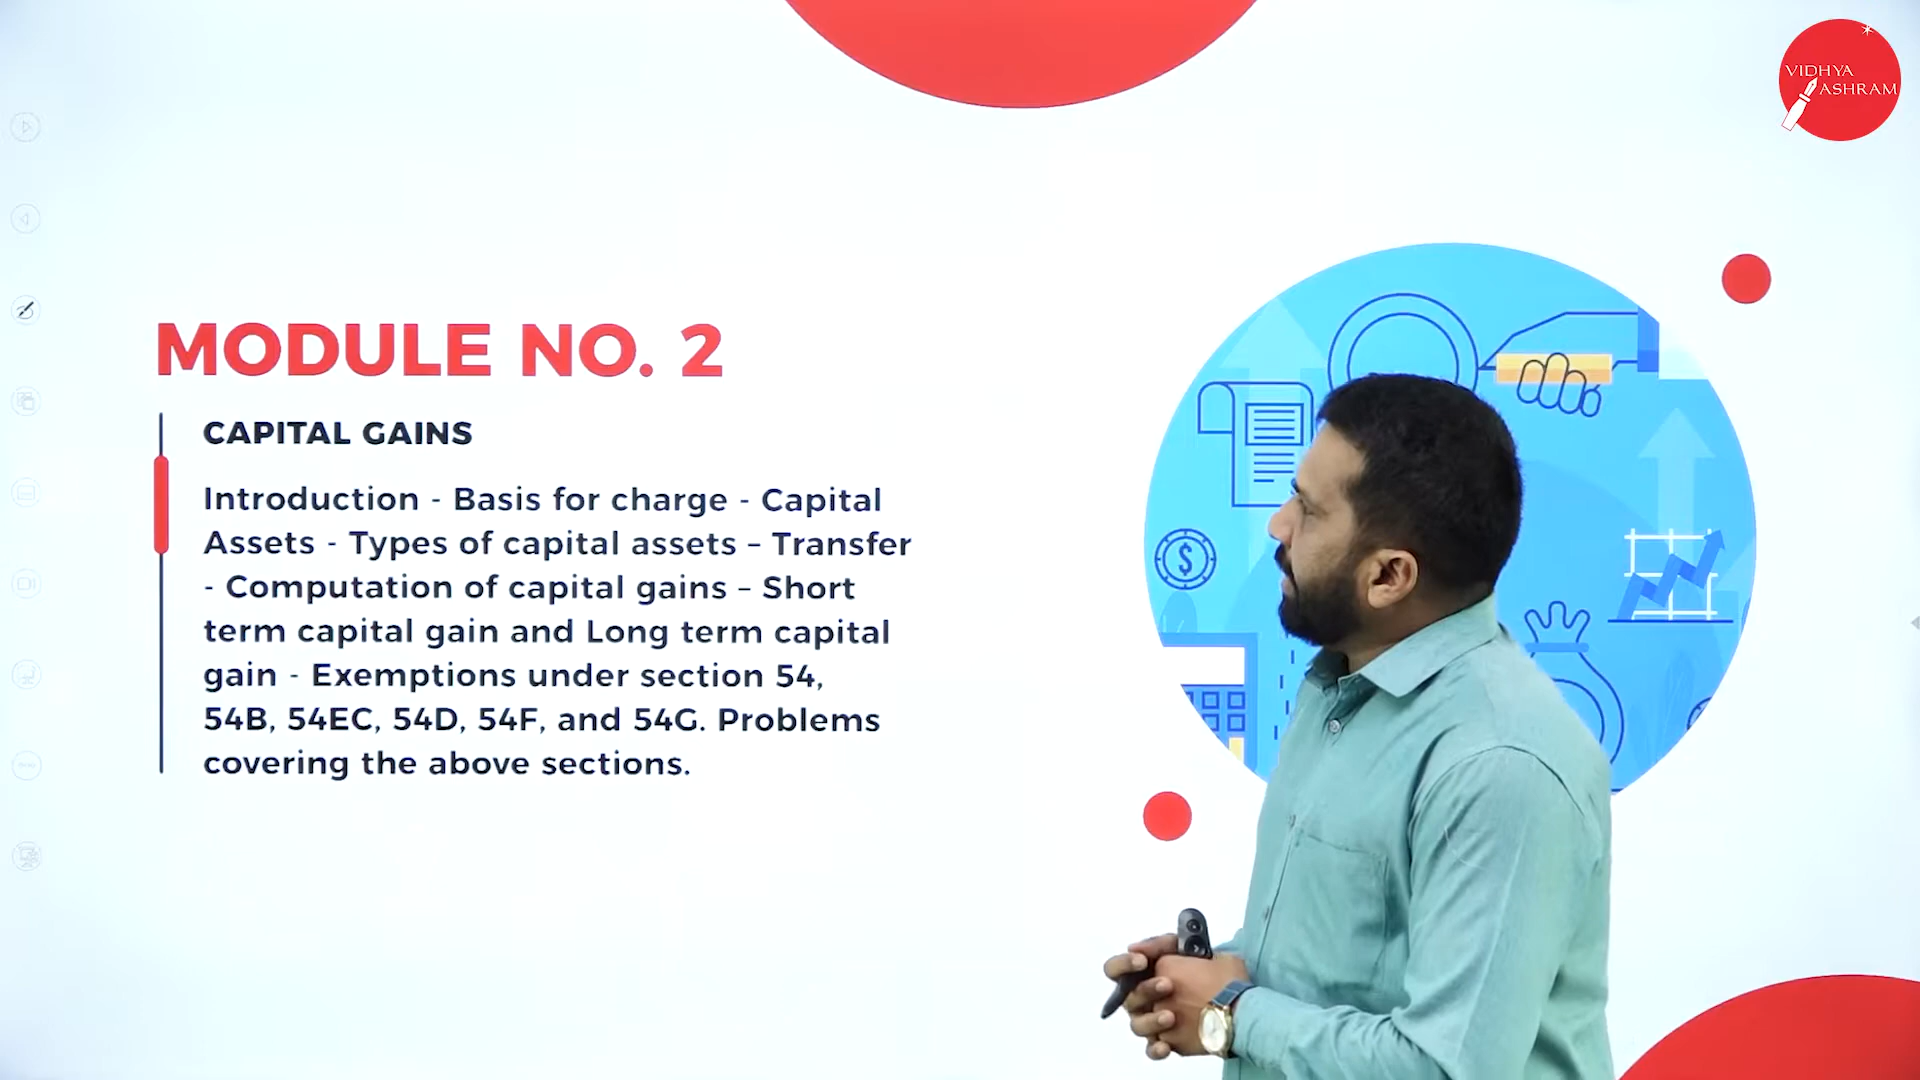 VIDHYA
ASHRAM
MODULE NO. 2
CAPITAL GAINS
Introduction - Basis for charge - Capital
Assets - Types of capital assets – Transfer
- Computation of capital gains – Short
term capital gain and Long term capital
gain - Exemptions under section 54,
54B, 54EC, 54D, 54F, and 54G. Problems
covering the above sections.